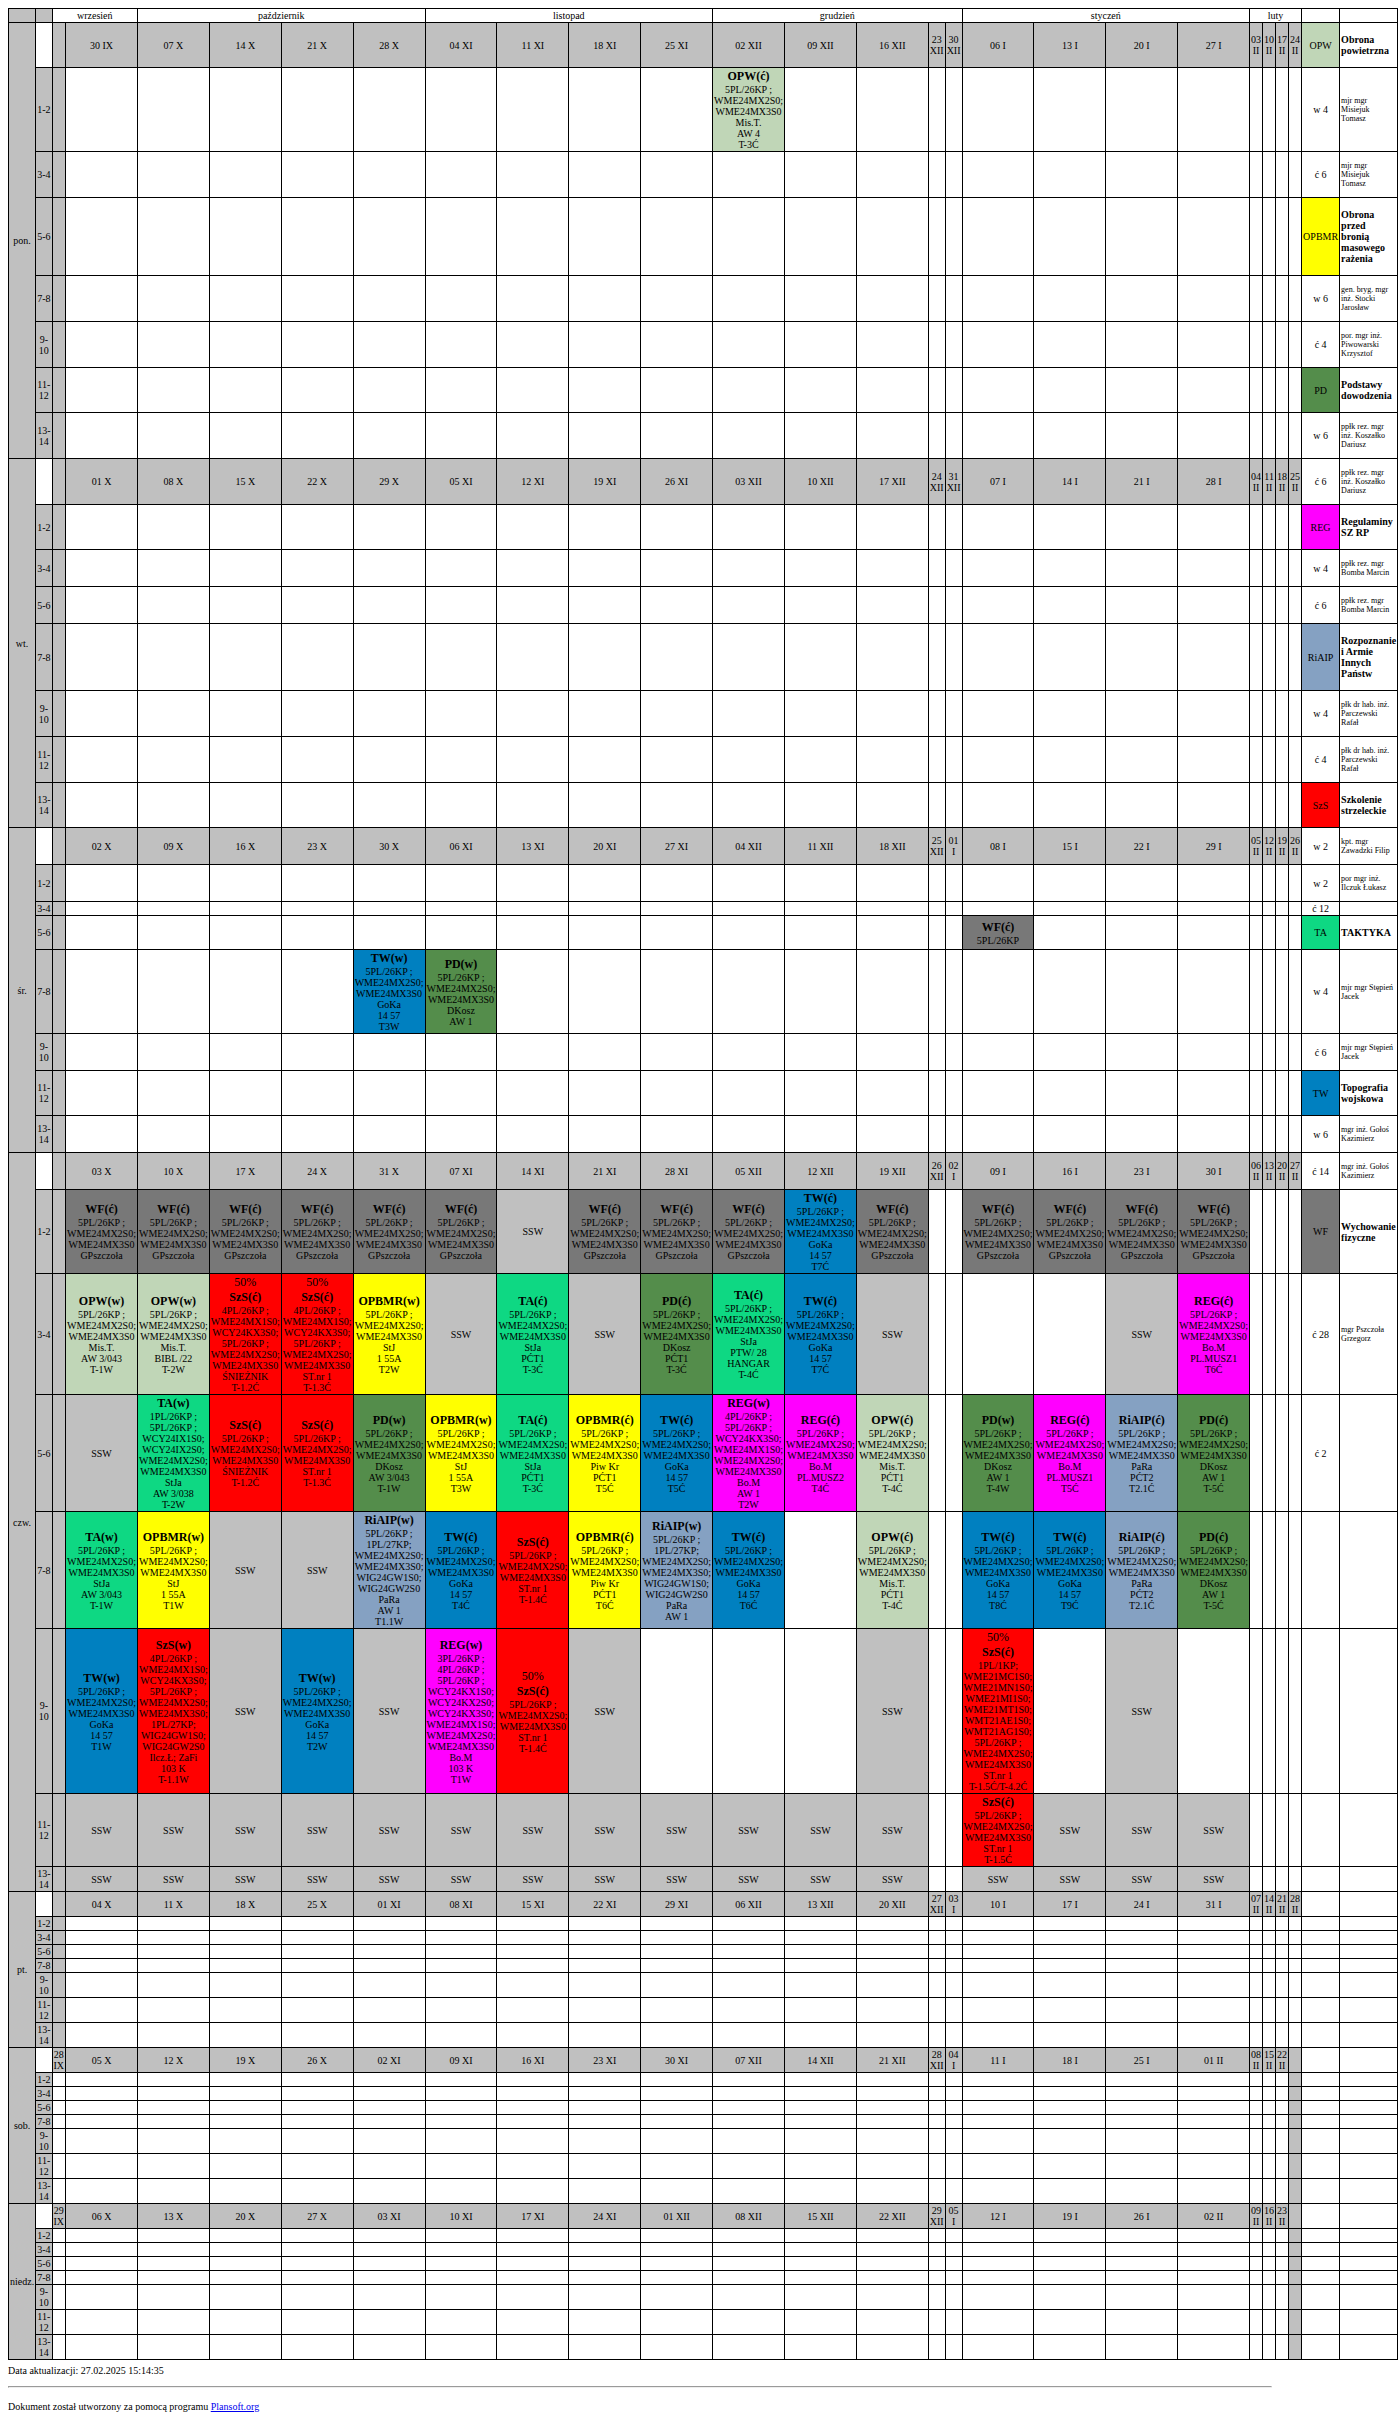 wrzesień październik listopad grudzień styczeń luty
30 IX 07 X 14 X 21 X 28 X 04 XI 11 XI 18 XI 25 XI 02 XII 09 XII 16 XII 23 XII 30 XII 06 I 13 I 20 I 27 I 03 II 10 II 17 II 24 II OPW Obrona powietrzna
pon.
1-2 OPW(ć) 5PL/26KP ; WME24MX2S0; WME24MX3S0 Mis.T. AW 4 T-3Ć w 4 mjr mgr Misiejuk Tomasz
3-4 ć 6 mjr mgr Misiejuk Tomasz
5-6 OPBMR Obrona przed bronią masowego rażenia
7-8 w 6 gen. bryg. mgr inż. Stocki Jarosław
9-10 ć 4 por. mgr inż. Piwowarski Krzysztof
11-12 PD Podstawy dowodzenia
13-14 w 6 ppłk rez. mgr inż. Koszałko Dariusz
01 X 08 X 15 X 22 X 29 X 05 XI 12 XI 19 XI 26 XI 03 XII 10 XII 17 XII 24 XII 31 XII 07 I 14 I 21 I 28 I 04 II 11 II 18 II 25 II ć 6 ppłk rez. mgr inż. Koszałko Dariusz
wt.
1-2 REG Regulaminy SZ RP
3-4 w 4 ppłk rez. mgr Bomba Marcin
5-6 ć 6 ppłk rez. mgr Bomba Marcin
7-8 RiAIP Rozpoznanie i Armie Innych Państw
9-10 w 4 płk dr hab. inż. Parczewski Rafał
11-12 ć 4 płk dr hab. inż. Parczewski Rafał
13-14 SzS Szkolenie strzeleckie
02 X 09 X 16 X 23 X 30 X 06 XI 13 XI 20 XI 27 XI 04 XII 11 XII 18 XII 25 XII 01 I 08 I 15 I 22 I 29 I 05 II 12 II 19 II 26 II w 2 kpt. mgr Zawadzki Filip
śr.
1-2 w 2 por mgr inż. Ilczuk Łukasz
3-4 ć 12
5-6 WF(ć) 5PL/26KP TA TAKTYKA
7-8 TW(w) 5PL/26KP ; WME24MX2S0; WME24MX3S0 GoKa 14 57 T3W PD(w) 5PL/26KP ; WME24MX2S0; WME24MX3S0 DKosz AW 1 w 4 mjr mgr Stępień Jacek
9-10 ć 6 mjr mgr Stępień Jacek
11-12 TW Topografia wojskowa
13-14 w 6 mgr inż. Gołoś Kazimierz
03 X 10 X 17 X 24 X 31 X 07 XI 14 XI 21 XI 28 XI 05 XII 12 XII 19 XII 26 XII 02 I 09 I 16 I 23 I 30 I 06 II 13 II 20 II 27 II ć 14 mgr inż. Gołoś Kazimierz
czw.
1-2 WF(ć) 5PL/26KP ; WME24MX2S0; WME24MX3S0 GPszczoła WF(ć) 5PL/26KP ; WME24MX2S0; WME24MX3S0 GPszczoła WF(ć) 5PL/26KP ; WME24MX2S0; WME24MX3S0 GPszczoła WF(ć) 5PL/26KP ; WME24MX2S0; WME24MX3S0 GPszczoła WF(ć) 5PL/26KP ; WME24MX2S0; WME24MX3S0 GPszczoła WF(ć) 5PL/26KP ; WME24MX2S0; WME24MX3S0 GPszczoła SSW WF(ć) 5PL/26KP ; WME24MX2S0; WME24MX3S0 GPszczoła WF(ć) 5PL/26KP ; WME24MX2S0; WME24MX3S0 GPszczoła WF(ć) 5PL/26KP ; WME24MX2S0; WME24MX3S0 GPszczoła TW(ć) 5PL/26KP ; WME24MX2S0; WME24MX3S0 GoKa 14 57 T7Ć WF(ć) 5PL/26KP ; WME24MX2S0; WME24MX3S0 GPszczoła WF(ć) 5PL/26KP ; WME24MX2S0; WME24MX3S0 GPszczoła WF(ć) 5PL/26KP ; WME24MX2S0; WME24MX3S0 GPszczoła WF(ć) 5PL/26KP ; WME24MX2S0; WME24MX3S0 GPszczoła WF(ć) 5PL/26KP ; WME24MX2S0; WME24MX3S0 GPszczoła WF Wychowanie fizyczne
3-4 OPW(w) 5PL/26KP ; WME24MX2S0; WME24MX3S0 Mis.T. AW 3/043 T-1W OPW(w) 5PL/26KP ; WME24MX2S0; WME24MX3S0 Mis.T. BIBL /22 T-2W 50% SzS(ć) 4PL/26KP ; WME24MX1S0; WCY24KX3S0; 5PL/26KP ; WME24MX2S0; WME24MX3S0 ŚNIEŻNIK T-1.2Ć 50% SzS(ć) 4PL/26KP ; WME24MX1S0; WCY24KX3S0; 5PL/26KP ; WME24MX2S0; WME24MX3S0 ST.nr 1 T-1.3Ć OPBMR(w) 5PL/26KP ; WME24MX2S0; WME24MX3S0 StJ 1 55A T2W SSW TA(ć) 5PL/26KP ; WME24MX2S0; WME24MX3S0 StJa PĆT1 T-3Ć SSW PD(ć) 5PL/26KP ; WME24MX2S0; WME24MX3S0 DKosz PĆT1 T-3Ć TA(ć) 5PL/26KP ; WME24MX2S0; WME24MX3S0 StJa PTW/ 28 HANGAR T-4Ć TW(ć) 5PL/26KP ; WME24MX2S0; WME24MX3S0 GoKa 14 57 T7Ć SSW SSW REG(ć) 5PL/26KP ; WME24MX2S0; WME24MX3S0 Bo.M PL.MUSZ1 T6Ć ć 28 mgr Pszczoła Grzegorz
5-6 SSW TA(w) 1PL/26KP ; 5PL/26KP ; WCY24IX1S0; WCY24IX2S0; WME24MX2S0; WME24MX3S0 StJa AW 3/038 T-2W SzS(ć) 5PL/26KP ; WME24MX2S0; WME24MX3S0 ŚNIEŻNIK T-1.2Ć SzS(ć) 5PL/26KP ; WME24MX2S0; WME24MX3S0 ST.nr 1 T-1.3Ć PD(w) 5PL/26KP ; WME24MX2S0; WME24MX3S0 DKosz AW 3/043 T-1W OPBMR(w) 5PL/26KP ; WME24MX2S0; WME24MX3S0 StJ 1 55A T3W TA(ć) 5PL/26KP ; WME24MX2S0; WME24MX3S0 StJa PĆT1 T-3Ć OPBMR(ć) 5PL/26KP ; WME24MX2S0; WME24MX3S0 Piw Kr PĆT1 T5Ć TW(ć) 5PL/26KP ; WME24MX2S0; WME24MX3S0 GoKa 14 57 T5Ć REG(w) 4PL/26KP ; 5PL/26KP ; WCY24KX3S0; WME24MX1S0; WME24MX2S0; WME24MX3S0 Bo.M AW 1 T2W REG(ć) 5PL/26KP ; WME24MX2S0; WME24MX3S0 Bo.M PL.MUSZ2 T4Ć OPW(ć) 5PL/26KP ; WME24MX2S0; WME24MX3S0 Mis.T. PĆT1 T-4Ć PD(w) 5PL/26KP ; WME24MX2S0; WME24MX3S0 DKosz AW 1 T-4W REG(ć) 5PL/26KP ; WME24MX2S0; WME24MX3S0 Bo.M PL.MUSZ1 T5Ć RiAIP(ć) 5PL/26KP ; WME24MX2S0; WME24MX3S0 PaRa PĆT2 T2.1Ć PD(ć) 5PL/26KP ; WME24MX2S0; WME24MX3S0 DKosz AW 1 T-5Ć ć 2
7-8 TA(w) 5PL/26KP ; WME24MX2S0; WME24MX3S0 StJa AW 3/043 T-1W OPBMR(w) 5PL/26KP ; WME24MX2S0; WME24MX3S0 StJ 1 55A T1W SSW SSW RiAIP(w) 5PL/26KP ; 1PL/27KP; WME24MX2S0; WME24MX3S0; WIG24GW1S0; WIG24GW2S0 PaRa AW 1 T1.1W TW(ć) 5PL/26KP ; WME24MX2S0; WME24MX3S0 GoKa 14 57 T4Ć SzS(ć) 5PL/26KP ; WME24MX2S0; WME24MX3S0 ST.nr 1 T-1.4Ć OPBMR(ć) 5PL/26KP ; WME24MX2S0; WME24MX3S0 Piw Kr PĆT1 T6Ć RiAIP(w) 5PL/26KP ; 1PL/27KP; WME24MX2S0; WME24MX3S0; WIG24GW1S0; WIG24GW2S0 PaRa AW 1 TW(ć) 5PL/26KP ; WME24MX2S0; WME24MX3S0 GoKa 14 57 T6Ć OPW(ć) 5PL/26KP ; WME24MX2S0; WME24MX3S0 Mis.T. PĆT1 T-4Ć TW(ć) 5PL/26KP ; WME24MX2S0; WME24MX3S0 GoKa 14 57 T8Ć TW(ć) 5PL/26KP ; WME24MX2S0; WME24MX3S0 GoKa 14 57 T9Ć RiAIP(ć) 5PL/26KP ; WME24MX2S0; WME24MX3S0 PaRa PĆT2 T2.1Ć PD(ć) 5PL/26KP ; WME24MX2S0; WME24MX3S0 DKosz AW 1 T-5Ć
9-10 TW(w) 5PL/26KP ; WME24MX2S0; WME24MX3S0 GoKa 14 57 T1W SzS(w) 4PL/26KP ; WME24MX1S0; WCY24KX3S0; 5PL/26KP ; WME24MX2S0; WME24MX3S0; 1PL/27KP; WIG24GW1S0; WIG24GW2S0 Ilcz.Ł; ZaFi 103 K T-1.1W SSW TW(w) 5PL/26KP ; WME24MX2S0; WME24MX3S0 GoKa 14 57 T2W SSW REG(w) 3PL/26KP ; 4PL/26KP ; 5PL/26KP ; WCY24KX1S0; WCY24KX2S0; WCY24KX3S0; WME24MX1S0; WME24MX2S0; WME24MX3S0 Bo.M 103 K T1W 50% SzS(ć) 5PL/26KP ; WME24MX2S0; WME24MX3S0 ST.nr 1 T-1.4Ć SSW SSW 50% SzS(ć) 1PL/1KP; WME21MC1S0; WME21MN1S0; WME21MI1S0; WME21MT1S0; WMT21AE1S0; WMT21AG1S0; 5PL/26KP ; WME24MX2S0; WME24MX3S0 ST.nr 1 T-1.5Ć/T-4.2Ć SSW
11-12 SSW SSW SSW SSW SSW SSW SSW SSW SSW SSW SSW SSW SzS(ć) 5PL/26KP ; WME24MX2S0; WME24MX3S0 ST.nr 1 T-1.5Ć SSW SSW SSW
13-14 SSW SSW SSW SSW SSW SSW SSW SSW SSW SSW SSW SSW SSW SSW SSW SSW
04 X 11 X 18 X 25 X 01 XI 08 XI 15 XI 22 XI 29 XI 06 XII 13 XII 20 XII 27 XII 03 I 10 I 17 I 24 I 31 I 07 II 14 II 21 II 28 II
pt.
1-2
3-4
5-6
7-8
9-10
11-12
13-14
28 IX 05 X 12 X 19 X 26 X 02 XI 09 XI 16 XI 23 XI 30 XI 07 XII 14 XII 21 XII 28 XII 04 I 11 I 18 I 25 I 01 II 08 II 15 II 22 II
sob.
1-2
3-4
5-6
7-8
9-10
11-12
13-14
29 IX 06 X 13 X 20 X 27 X 03 XI 10 XI 17 XI 24 XI 01 XII 08 XII 15 XII 22 XII 29 XII 05 I 12 I 19 I 26 I 02 II 09 II 16 II 23 II
niedz.
1-2
3-4
5-6
7-8
9-10
11-12
13-14
Data aktualizacji: 27.02.2025 15:14:35
Dokument został utworzony za pomocą programu Plansoft.org